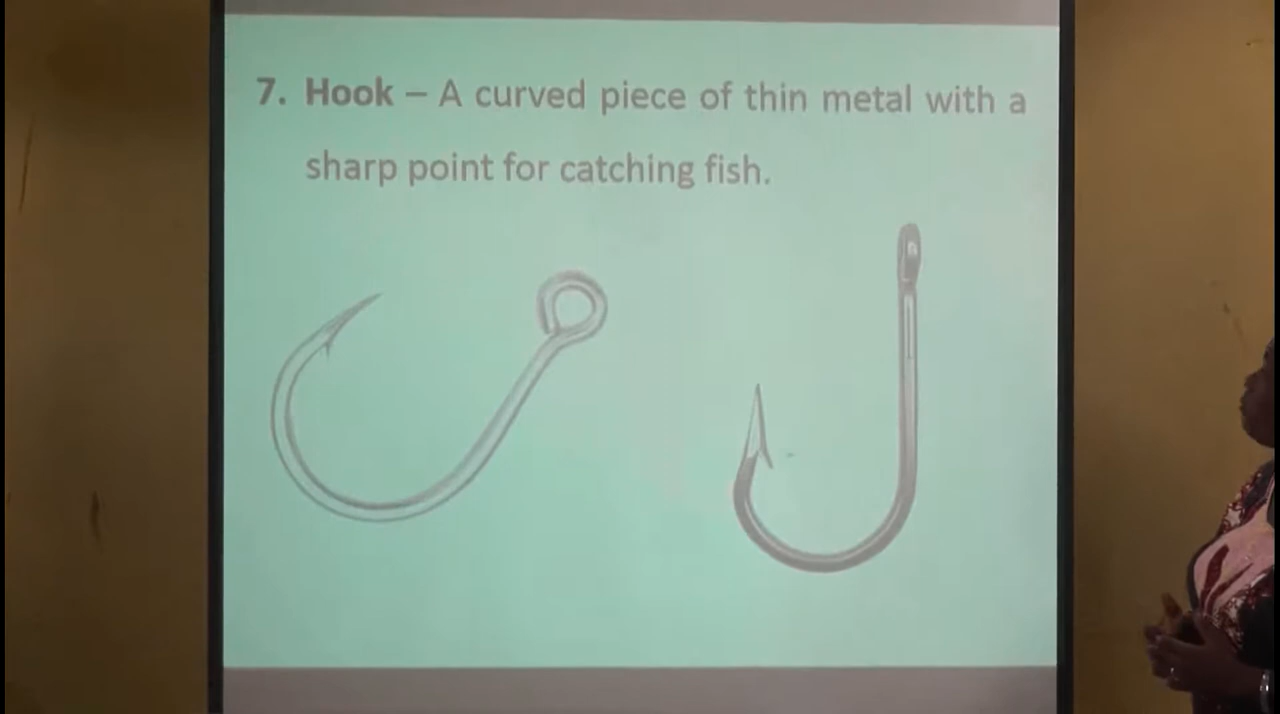 7. Hook – A curved piece of thin metal with a
sharp point for catching fish.